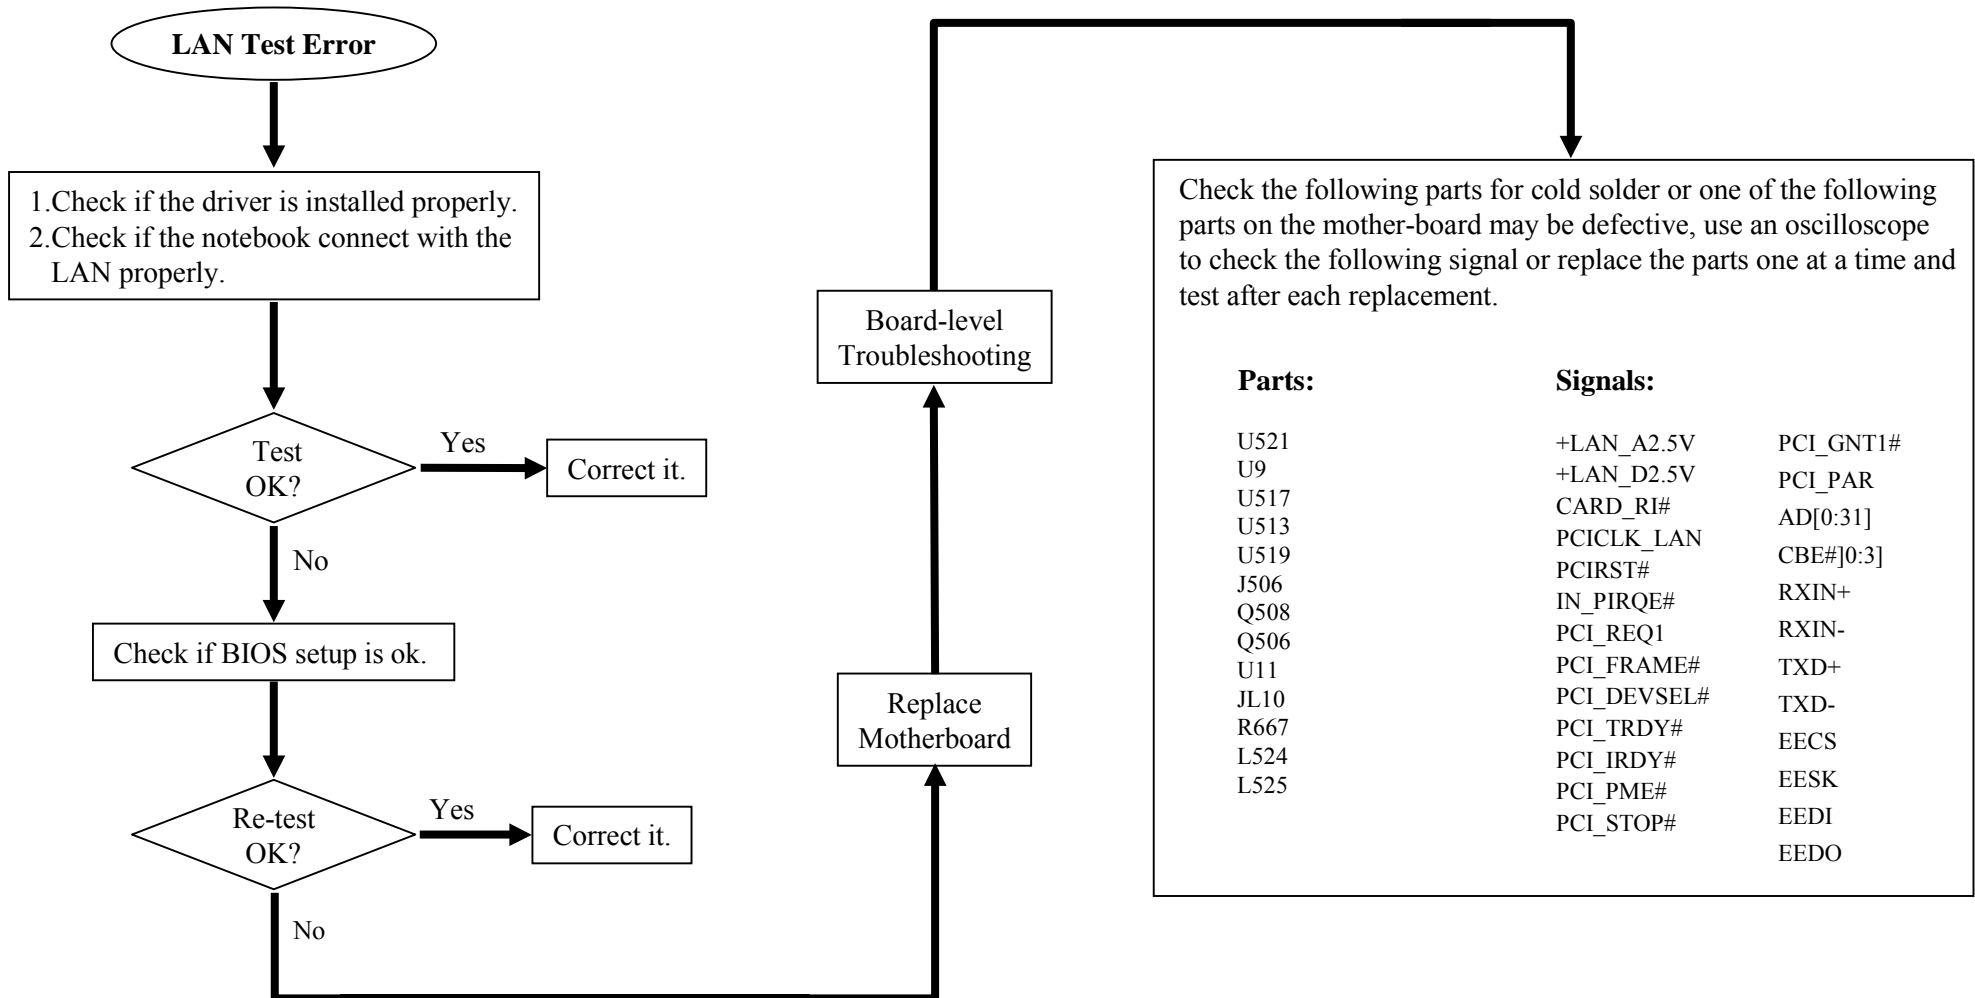 LAN Test Error
1.Check if the driver is installed properly.
2.Check if the notebook connect with the
LAN properly.
Test
OK?
Yes
Correct it.
No
Check if BIOS setup is ok.
Re-test
OK?
Yes
Correct it.
No
Replace
Motherboard
Board-level
Troubleshooting
Check the following parts for cold solder or one of the following
parts on the mother-board may be defective, use an oscilloscope
to check the following signal or replace the parts one at a time and
test after each replacement.
Parts:
U521
U9
U517
U513
U519
J506
Q508
Q506
U11
JL10
R667
L524
L525
Signals:
+LAN_A2.5V
+LAN_D2.5V
CARD_RI#
PCICLK_LAN
PCIRST#
IN_PIRQE#
PCI_REQ1
PCI_FRAME#
PCI_DEVSEL#
PCI_TRDY#
PCI_IRDY#
PCI_PME#
PCI_STOP#
PCI_GNT1#
PCI_PAR
AD[0:31]
CBE#]0:3]
RXIN+
RXIN-
TXD+
TXD-
EECS
EESK
EEDI
EEDO